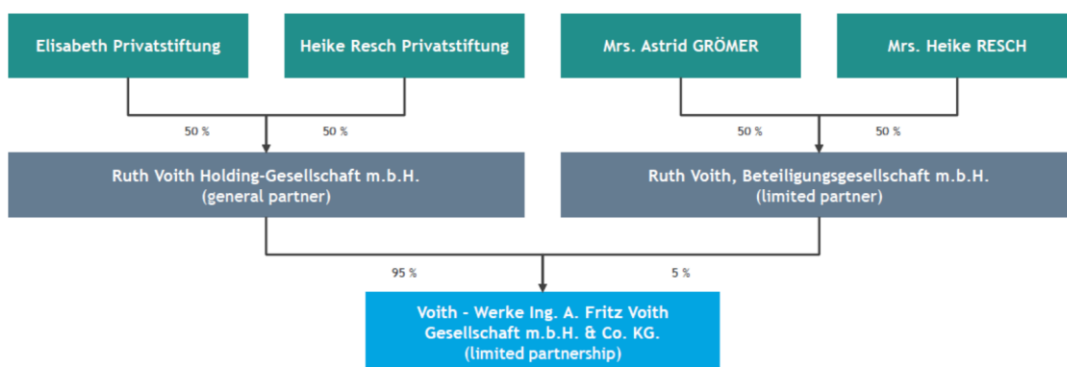 Elisabeth Privatstiftung
Heike Resch Privatstiftung
Mrs. Astrid GRÖMER
Mrs. Heike RESCH
50 %
50 %
50 %
50 %
Ruth Voith Holding-Gesellschaft m.b.H.
(general partner)
Ruth Voith, Beteiligungsgesellschaft m.b.H.
(limited partner)
95 %
5 %
Voith - Werke Ing. A. Fritz Voith
Gesellschaft m.b.H. & Co. KG.
(limited partnership)